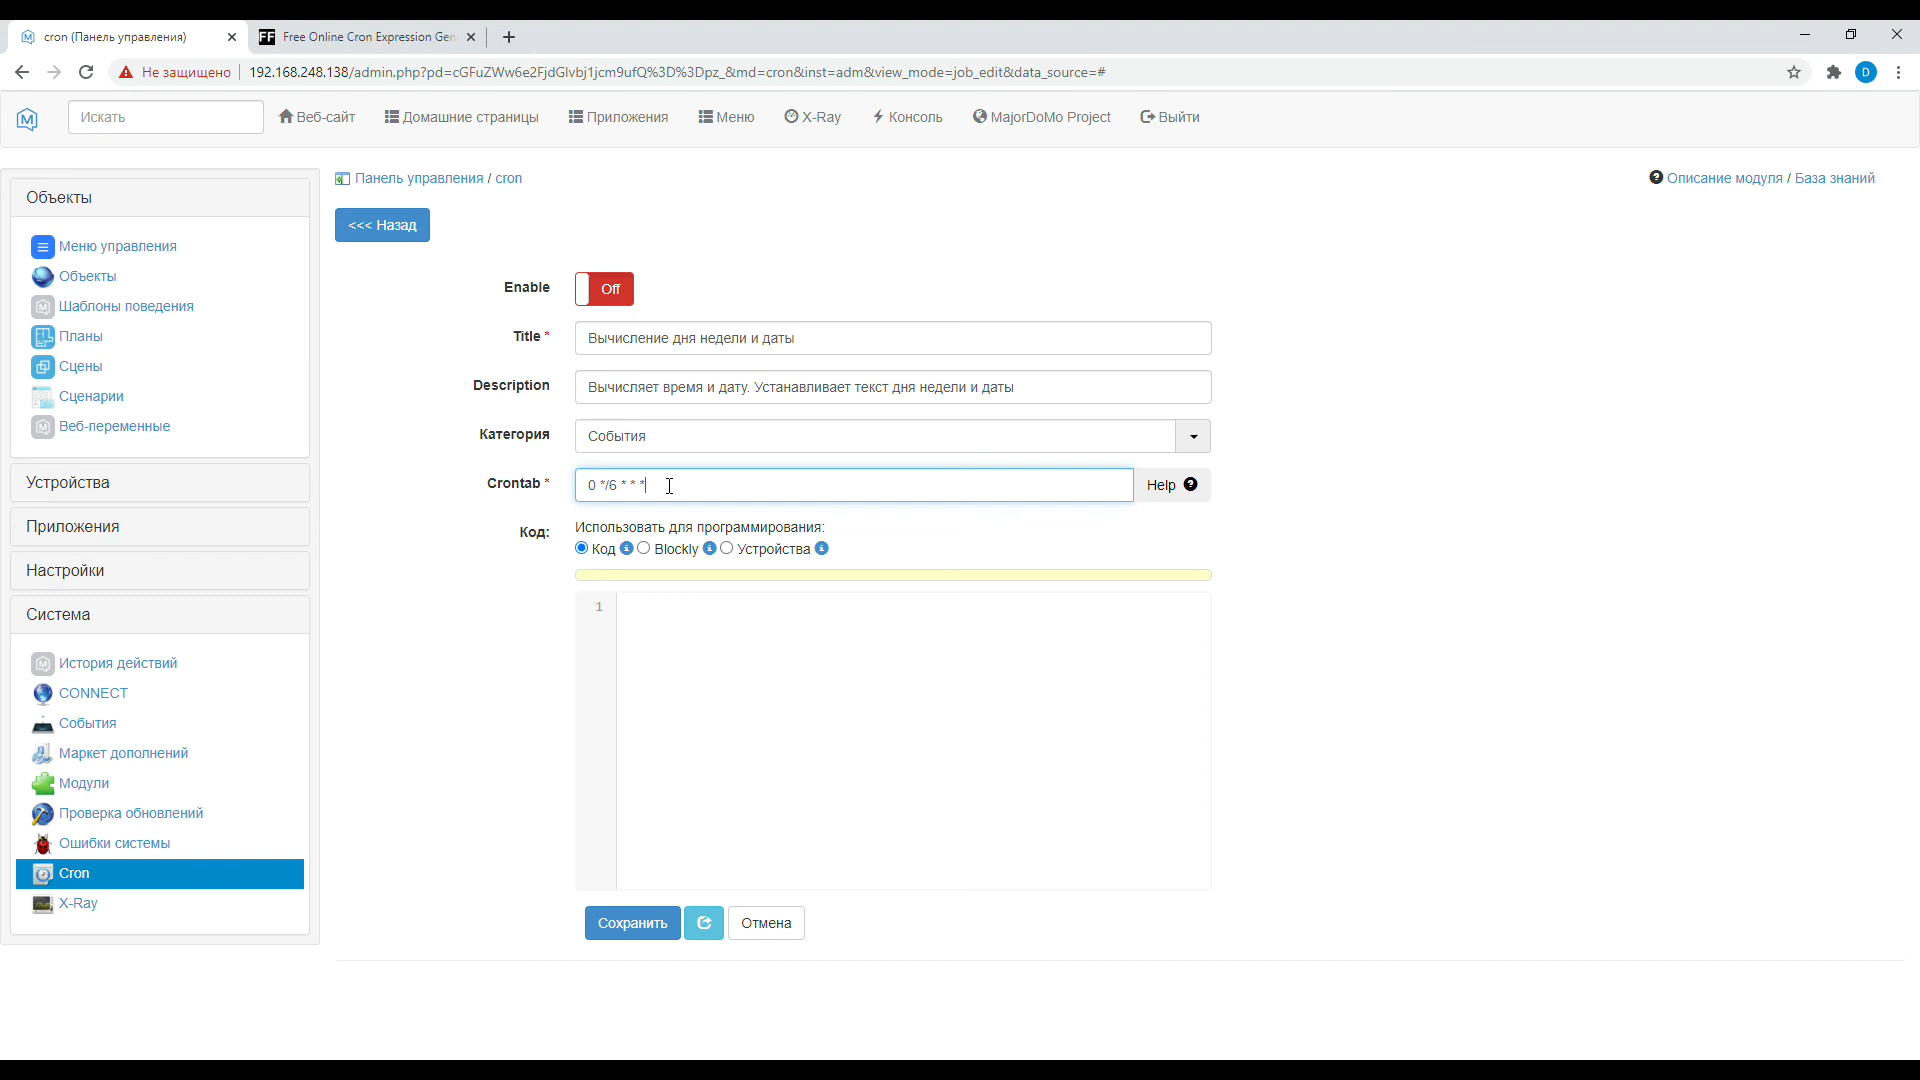 cron (Панель управления)
Free Online Cron Expression Gen
Не защищено
192.168.248.138/admin.php?pd=cGFuZWw6e2FjdGlvbj1jcm9ufQ%3D%3Dpz_&md=cron&inst=adm&view_mode=job_edit&data_source=#
D
Искать
Веб-сайт
Домашние страницы
Приложения
Меню
X-Ray
Консоль
MajorDoMo Project
Выйти
Объекты
Меню управления
Объекты
Шаблоны поведения
Планы
Сцены
Сценарии
Веб-переменные
Устройства
Приложения
Настройки
Система
История действий
CONNECT
События
Маркет дополнений
Модули
Проверка обновлений
Ошибки системы
Cron
X-Ray
Панель управления / cron
Описание модуля / База знаний
<<< Назад
Enable
Off
Title *
Вычисление дня недели и даты
Description
Вычисляет время и дату. Устанавливает текст дня недели и даты
Категория
События
Crontab *
0 */6 * * *
Help
Код:
Использовать для программирования:
Код
Blockly
Устройства
1
Сохранить
Отмена